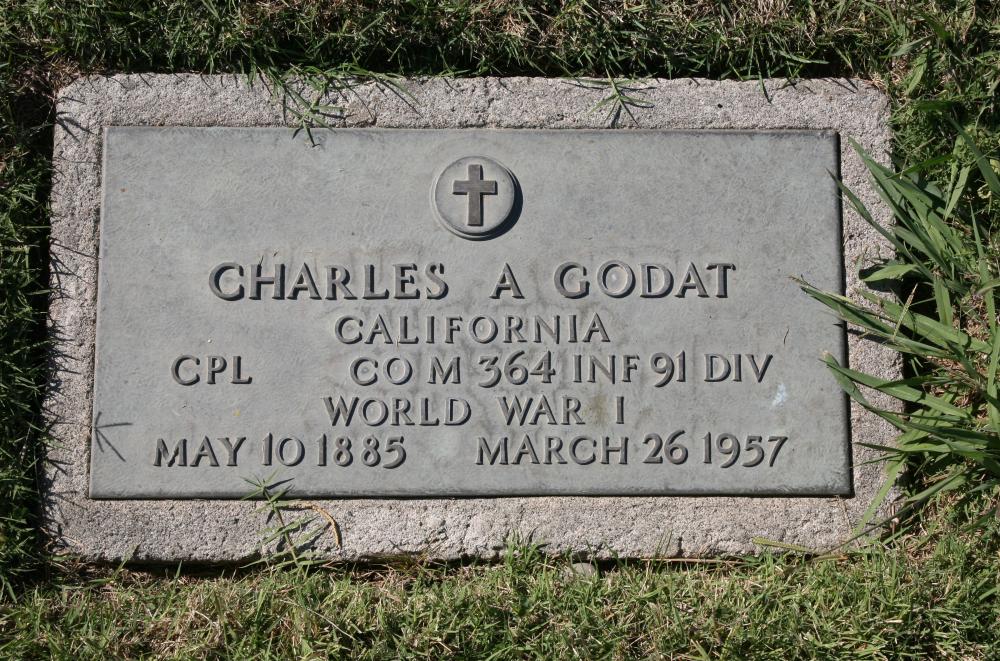 CHARLES A GODAT
CALIFORNIA
CPL CO M 364 INF 91 DIV
WORLD WAR I
MAY 10 1885 MARCH 26 1957